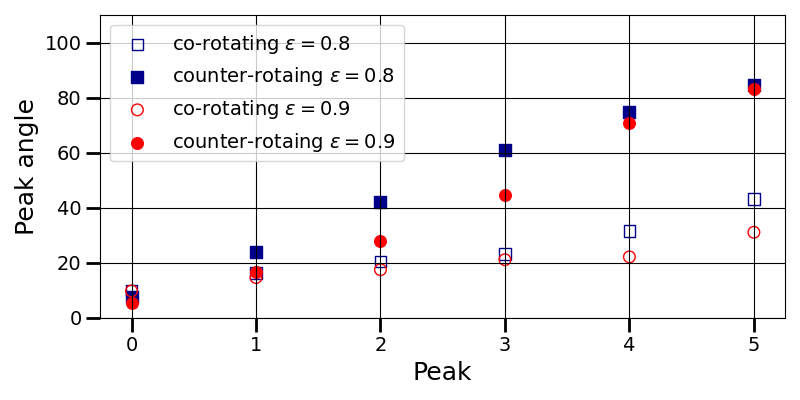 Peak angle
100
80
60
40
20
0
co-rotating ε = 0.8
counter-rotaing ε = 0.8
co-rotating ε = 0.9
counter-rotaing ε = 0.9
0 1 2 3 4 5
Peak